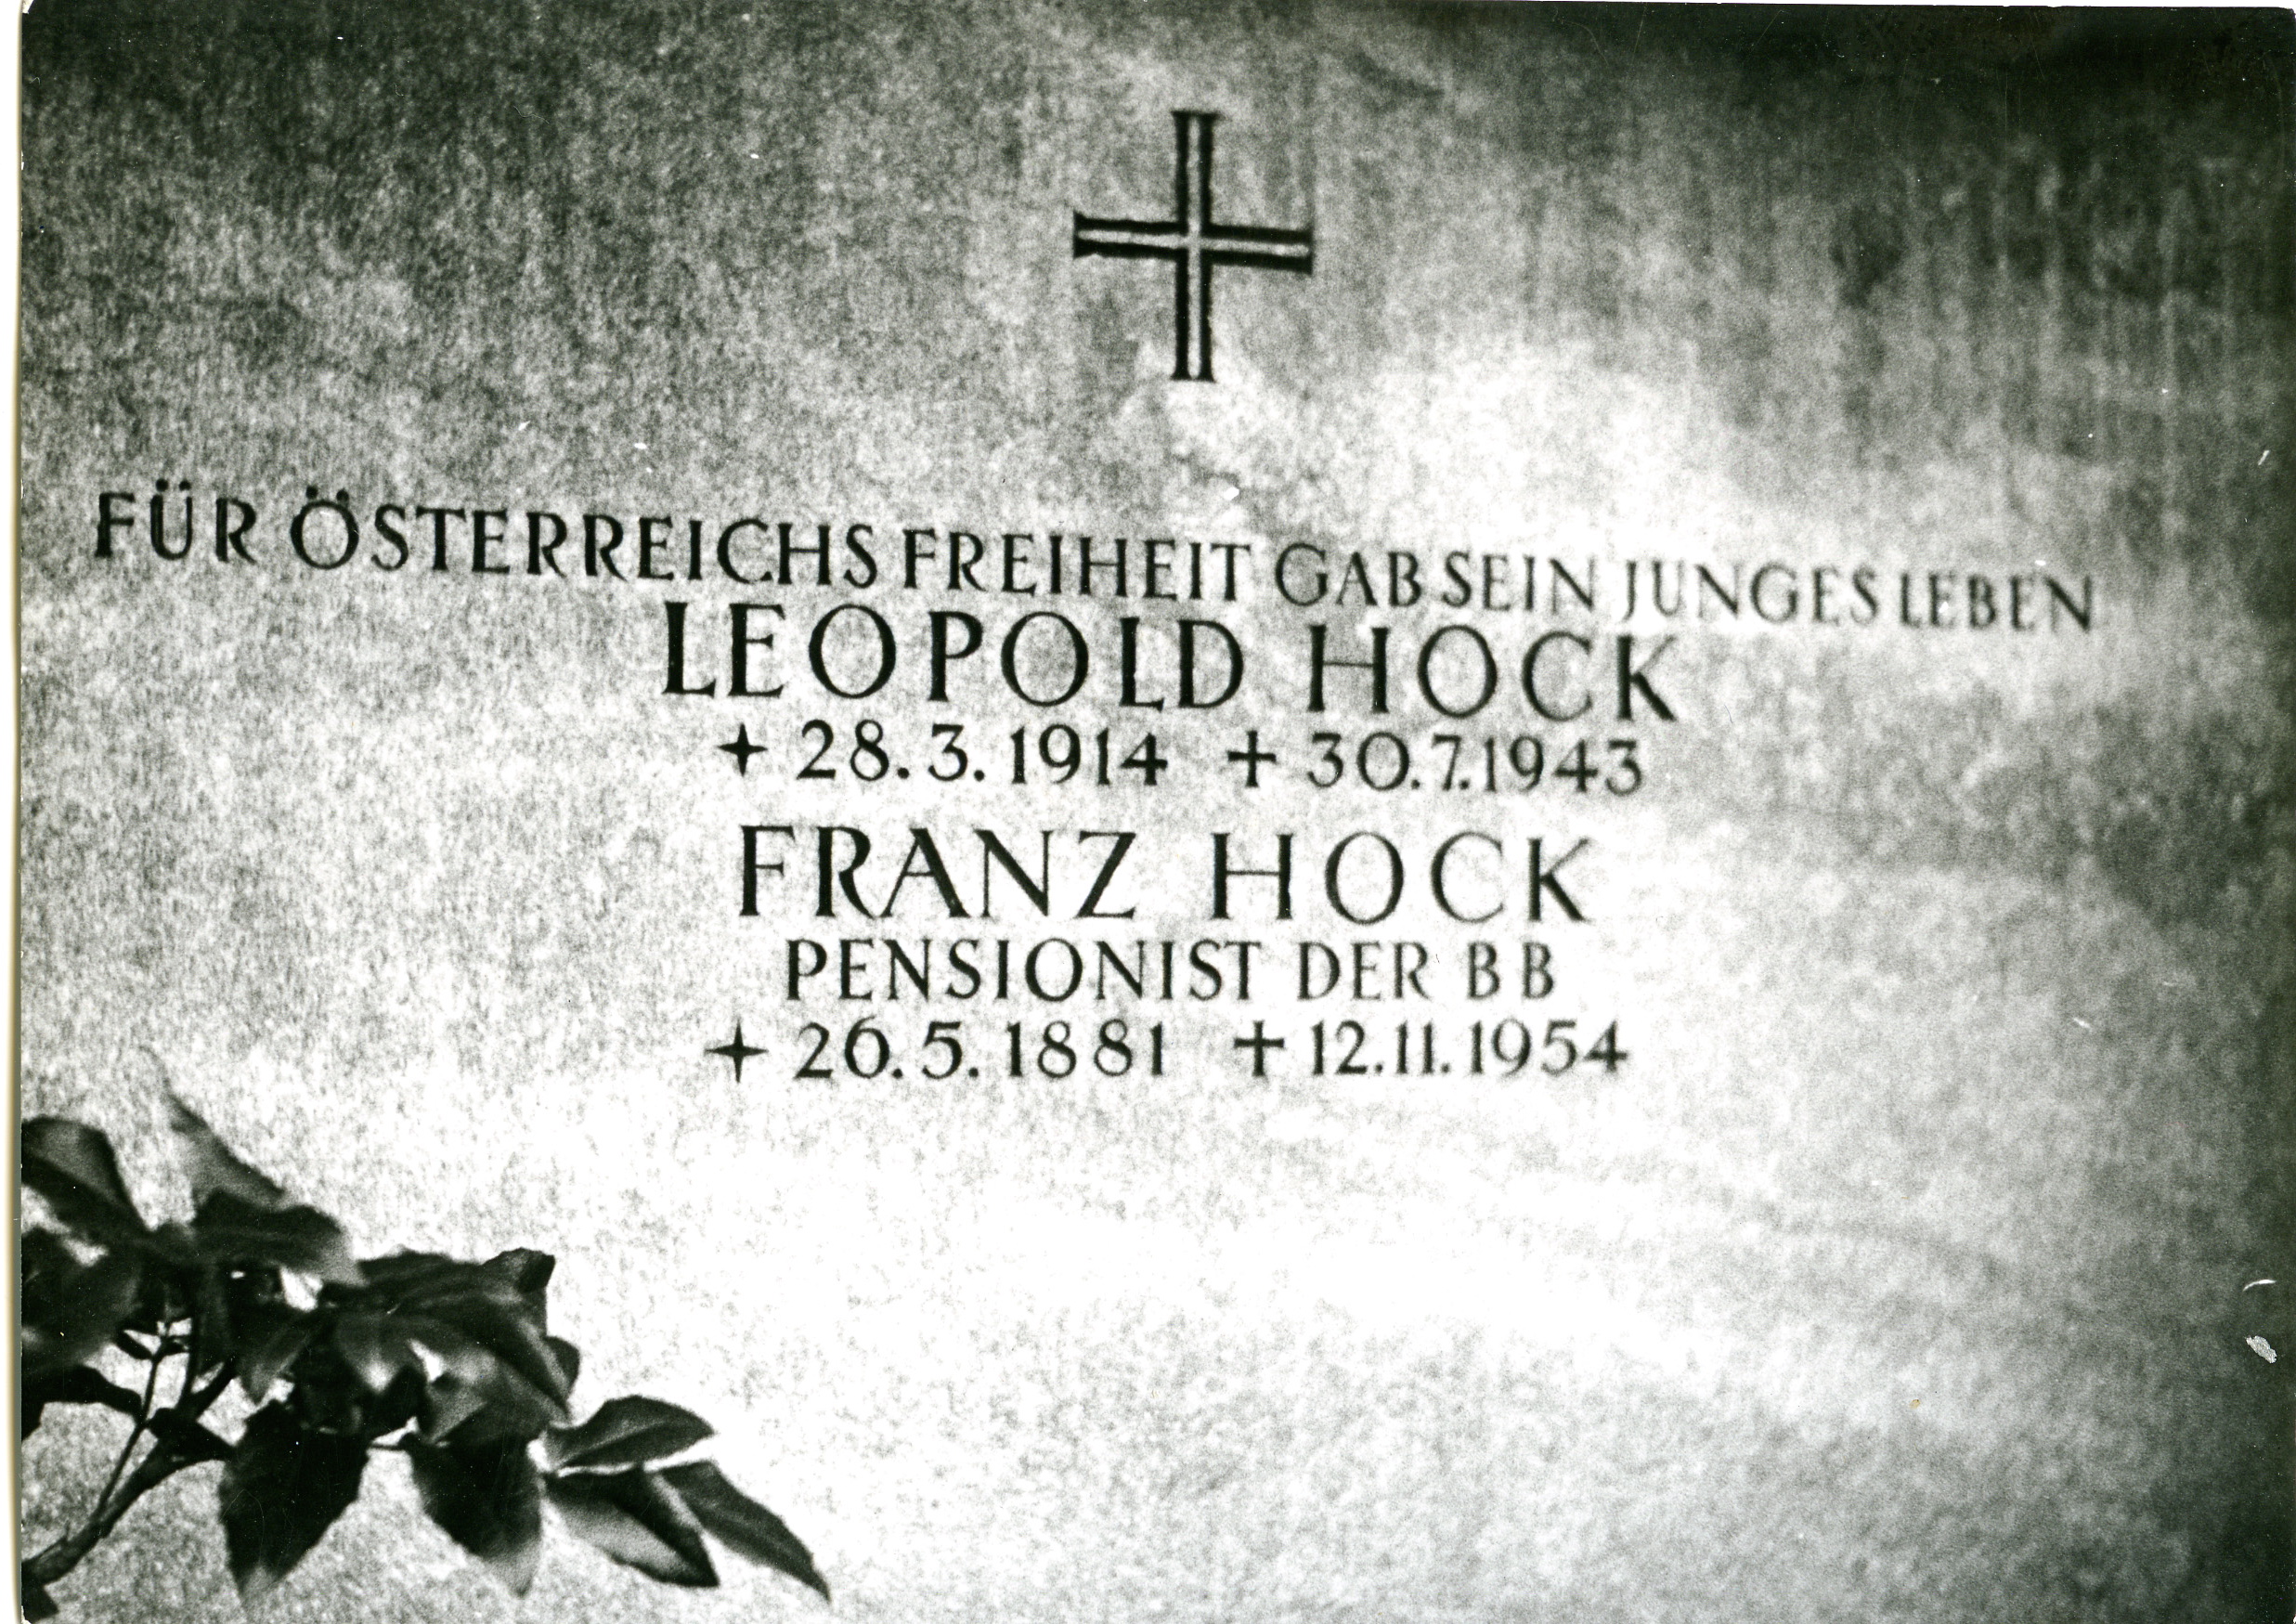 FÜR ÖSTERREICHS FREIHEIT GAB SEIN JUNGES LEBEN
LEOPOLD HOCK
✦ 28.3.1914 + 30.7.1943
FRANZ HOCK
PENSIONIST DER BB
✦ 26.5.1881 + 12.11.1954